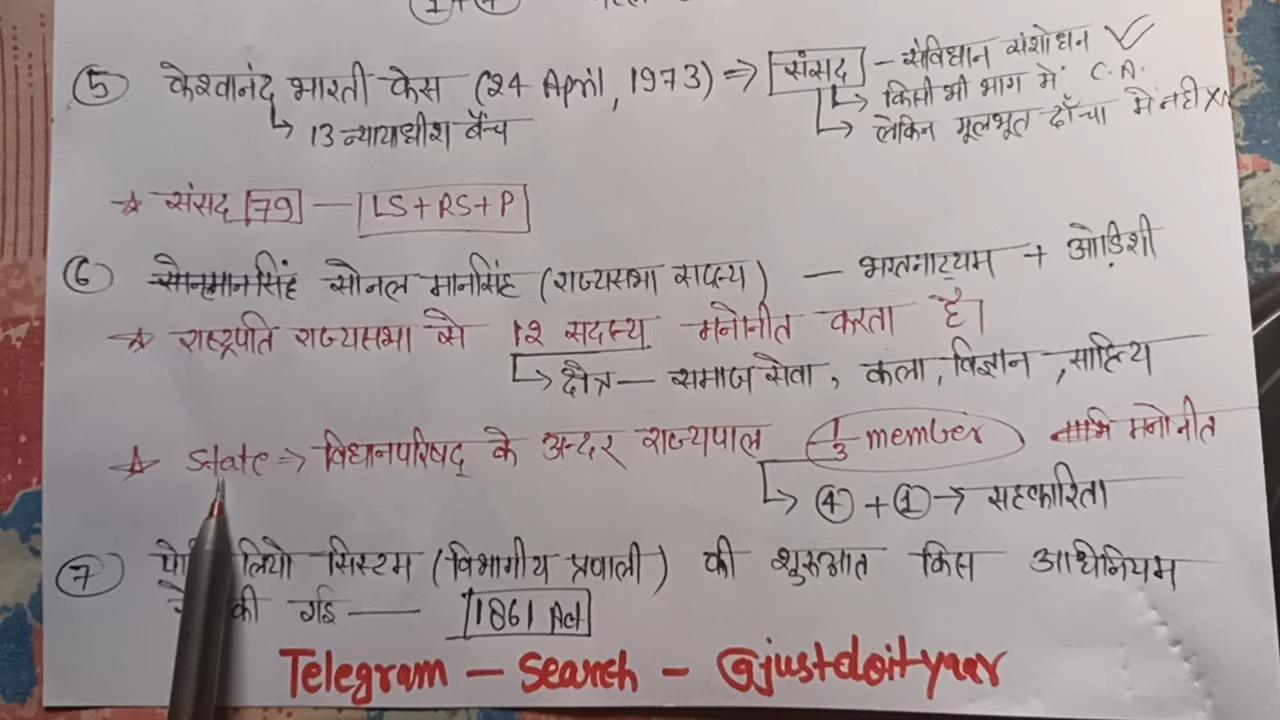 ⑤ केशवानंद भारती केस (24 April, 1973) ⇒ संसद - संविधान संशोधन ✓
↳ 13 न्यायाधीश बैंच
↳ किसी भी भाग में C.A.
↳ लेकिन मूलभूत ढाँचा में नही XX
☆ संसद 79 — LS+RS+P
⑥ सोनल मानसिंह (राज्यसभा सदस्य) — भरतनाट्यम + ओड़िशी
☆ राष्ट्रपति राज्यसभा से 12 सदस्य मनोनीत करता है।
↳ क्षेत्र — समाज सेवा, कला, विज्ञान, साहित्य
☆ State ⇒ विधानपरिषद् के अन्दर राज्यपाल 1/3 member मनोनीत
↳ ④ + ① → सहकारिता
⑦ सिस्टम (विभागीय प्रणाली) की शुरुआत किस अधिनियम
की गई — 1861 Act
Telegram - Search - @justdoityaar